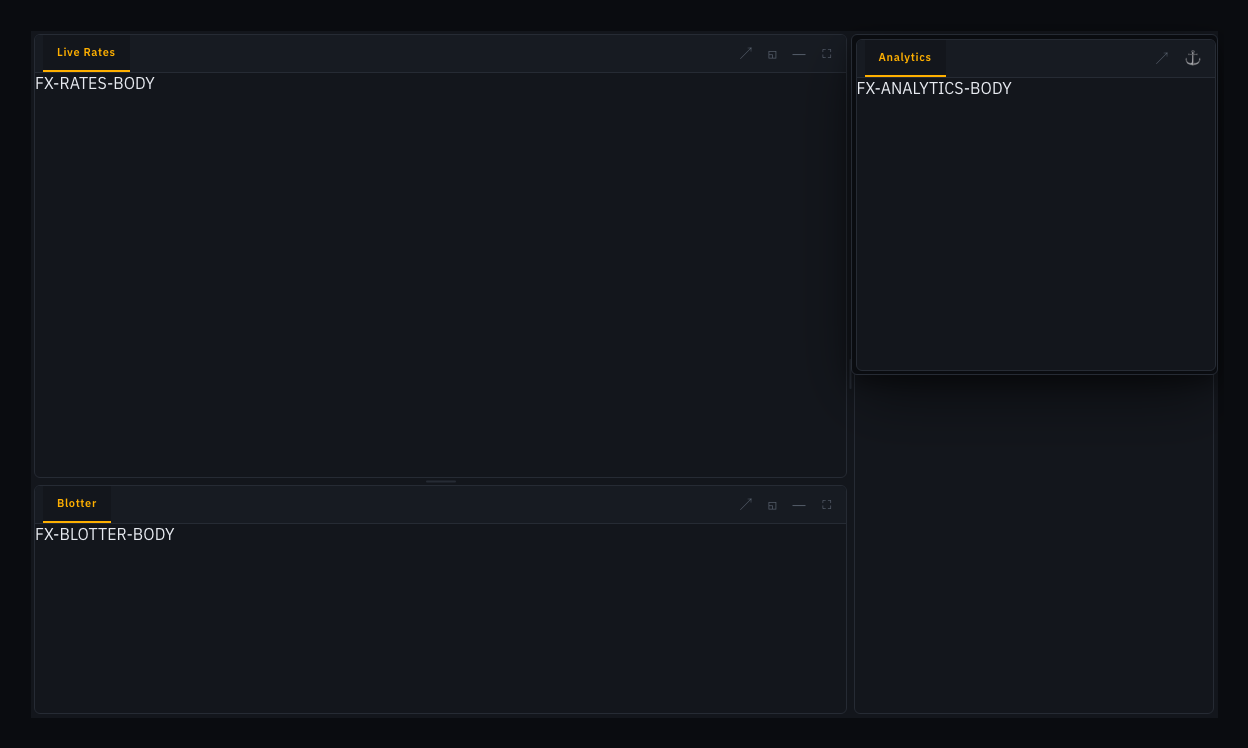 Live Rates
FX-RATES-BODY
Analytics
FX-ANALYTICS-BODY
Blotter
FX-BLOTTER-BODY